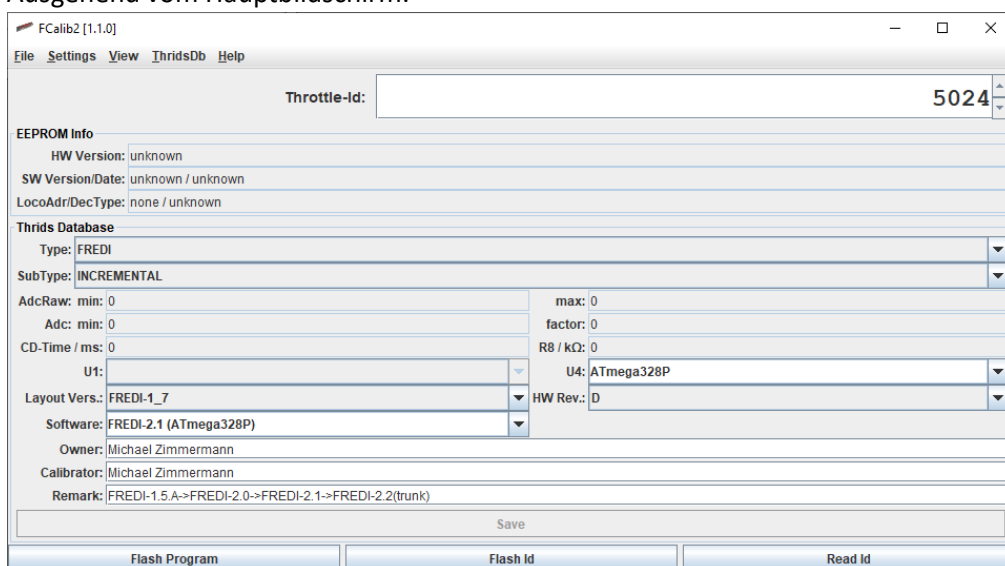 Ausgehend vom Hauptbildschirm:
FCalib2 [1.1.0]
File Settings View ThridsDb Help
Throttle-Id: 5024
EEPROM Info
HW Version: unknown
SW Version/Date: unknown / unknown
LocoAdr/DecType: none / unknown
Thrids Database
Type: FREDI
SubType: INCREMENTAL
AdcRaw: min: 0 max: 0
Adc: min: 0 factor: 0
CD-Time / ms: 0 R8 / kΩ: 0
U1: U4: ATmega328P
Layout Vers.: FREDI-1_7 HW Rev.: D
Software: FREDI-2.1 (ATmega328P)
Owner: Michael Zimmermann
Calibrator: Michael Zimmermann
Remark: FREDI-1.5.A->FREDI-2.0->FREDI-2.1->FREDI-2.2(trunk)
Save
Flash Program Flash Id Read Id